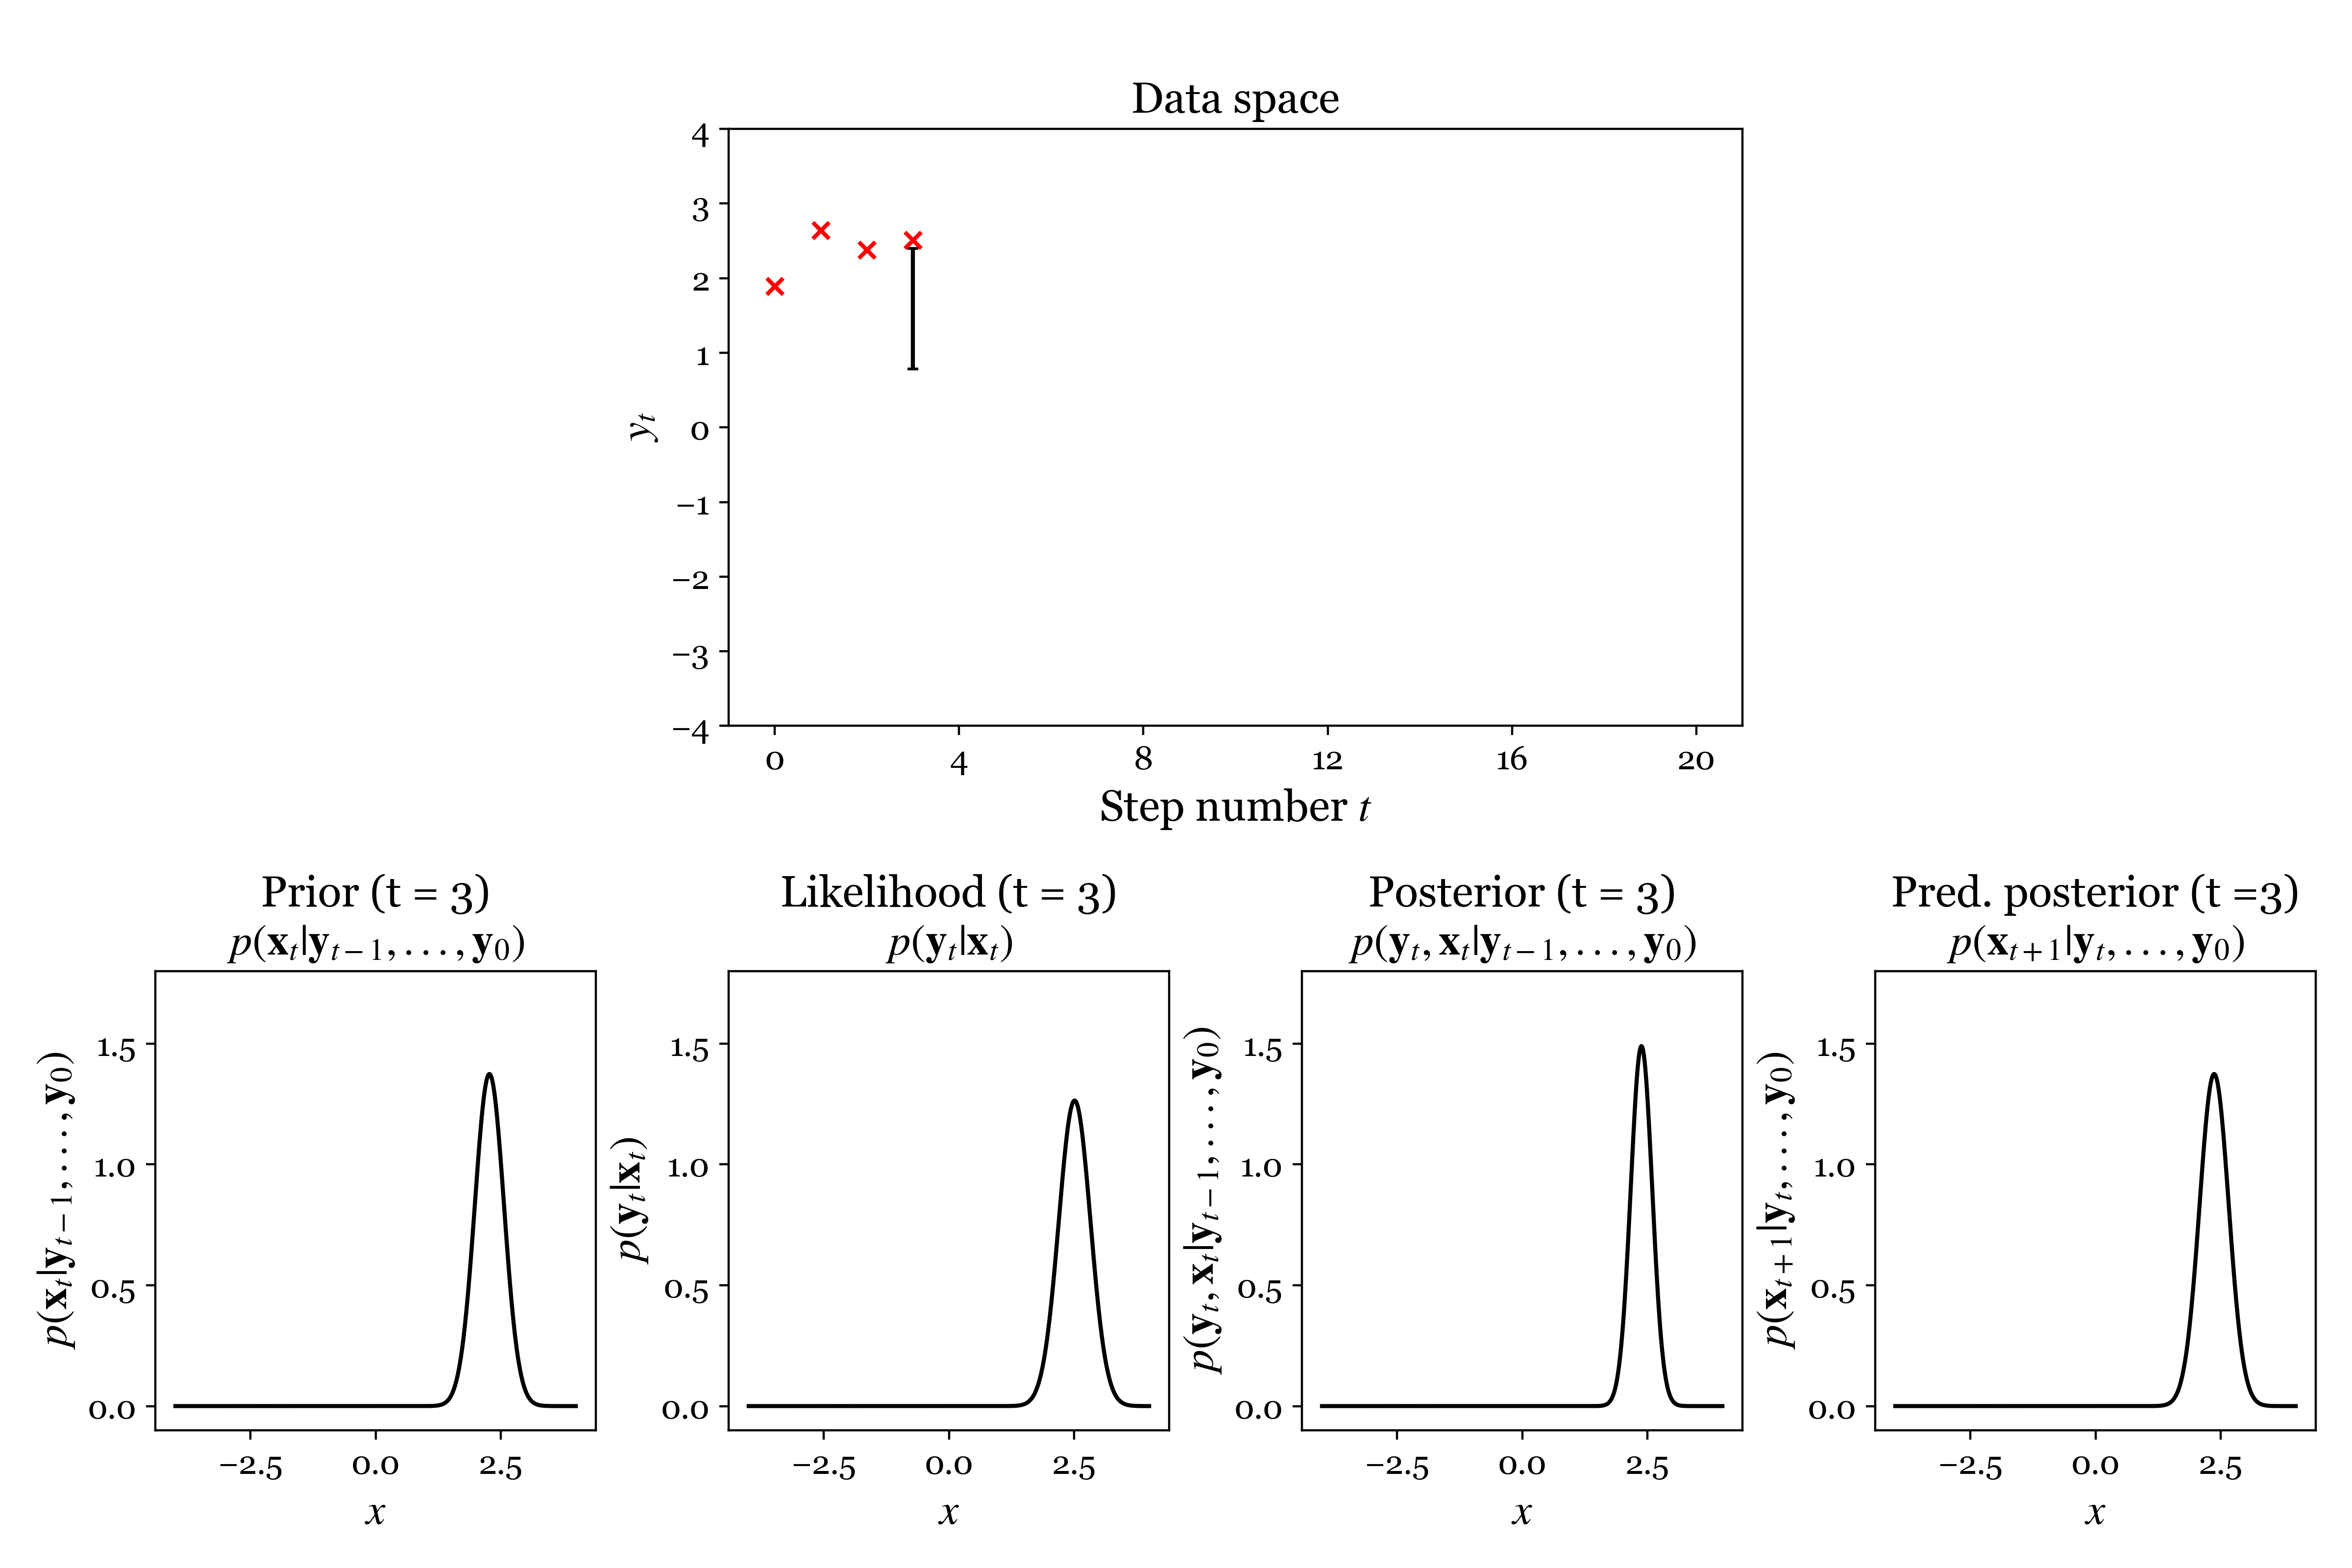 Data space
4
3
2
1
0
−1
−2
−3
−4
y_t
0 4 8 12 16 20
Step number t
Prior (t = 3)
p(x_t|y_{t−1}, . . . , y_0)
p(x_t|y_{t−1}, . . . , y_0)
1.5
1.0
0.5
0.0
−2.5 0.0 2.5
x
Likelihood (t = 3)
p(y_t|x_t)
p(y_t|x_t)
1.5
1.0
0.5
0.0
−2.5 0.0 2.5
x
Posterior (t = 3)
p(y_t, x_t|y_{t−1}, . . . , y_0)
p(y_t, x_t|y_{t−1}, . . . , y_0)
1.5
1.0
0.5
0.0
−2.5 0.0 2.5
x
Pred. posterior (t =3)
p(x_{t+1}|y_t, . . . , y_0)
p(x_{t+1}|y_t, . . . , y_0)
1.5
1.0
0.5
0.0
−2.5 0.0 2.5
x